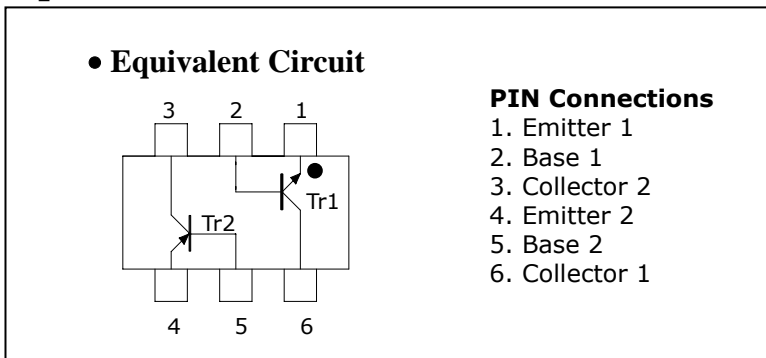 • Equivalent Circuit
3 2 1
Tr1
Tr2
4 5 6
PIN Connections
1. Emitter 1
2. Base 1
3. Collector 2
4. Emitter 2
5. Base 2
6. Collector 1